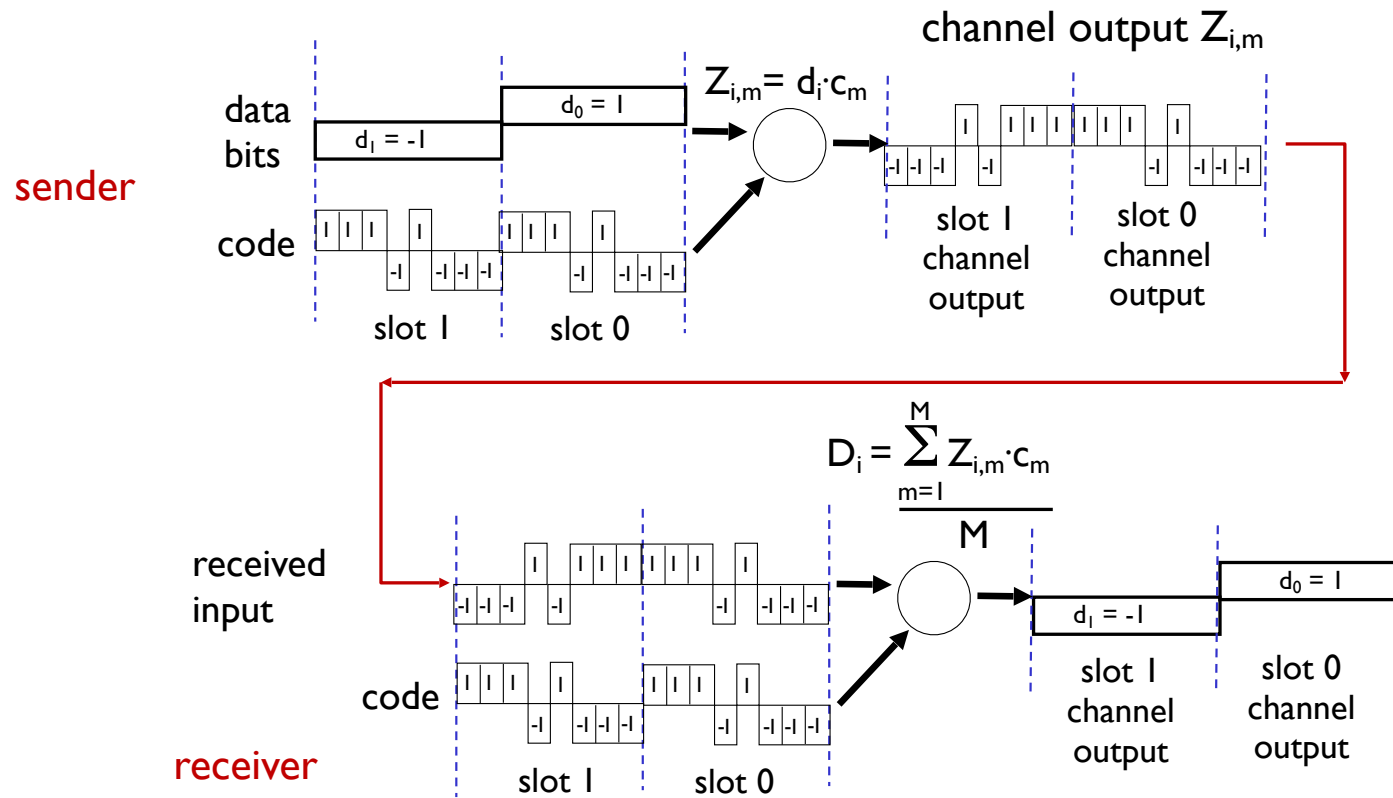 channel output Z_{i,m}
sender
data
bits
d_1 = -1
d_0 = 1
Z_{i,m} = d_i·c_m
code
1 1 1 -1 1 -1 -1 -1
1 1 1 -1 1 -1 -1 -1
slot 1
slot 0
-1 -1 -1 1 -1 1 1 1
1 1 1 -1 1 -1 -1 -1
slot 1
channel
output
slot 0
channel
output
D_i = Σ Z_{i,m}·c_m
M
m=1
M
receiver
received
input
-1 -1 -1 1 -1 1 1 1
1 1 1 -1 1 -1 -1 -1
code
1 1 1 -1 1 -1 -1 -1
1 1 1 -1 1 -1 -1 -1
slot 1
slot 0
d_1 = -1
d_0 = 1
slot 1
channel
output
slot 0
channel
output